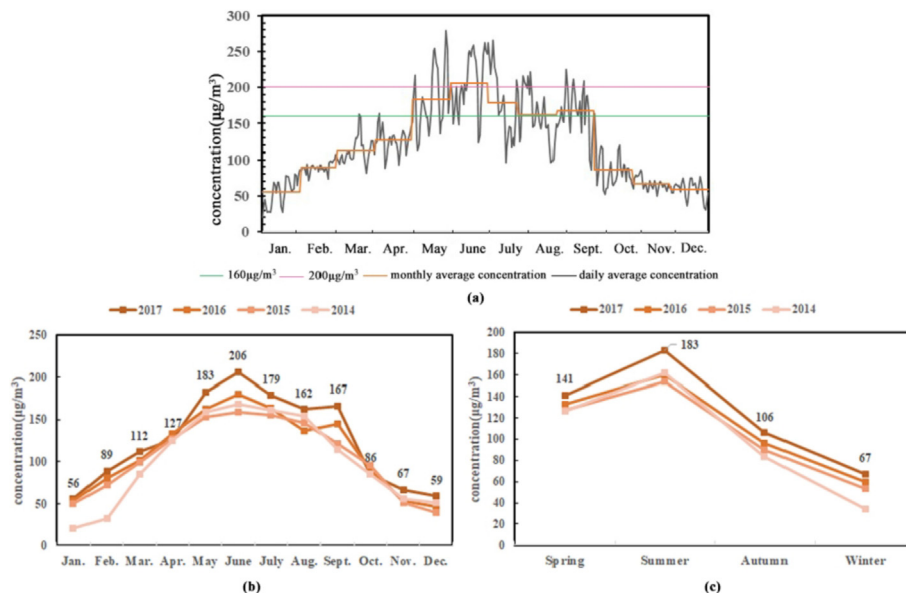 300
250
200
150
100
50
0
concentration(μg/m³)
Jan. Feb. Mar. Apr. May June July Aug. Sept. Oct. Nov. Dec.
160μg/m³ 200μg/m³ monthly average concentration daily average concentration
(a)
2017 2016 2015 2014
250
200
150
100
50
0
concentration(μg/m³)
56 89 112 127 183 206 179 162 167 86 67 59
Jan. Feb. Mar. Apr. May June July Aug. Sept. Oct. Nov. Dec.
(b)
2017 2016 2015 2014
200
180
160
140
120
100
80
60
40
20
0
concentration(μg/m³)
141 183 106 67
Spring Summer Autumn Winter
(c)